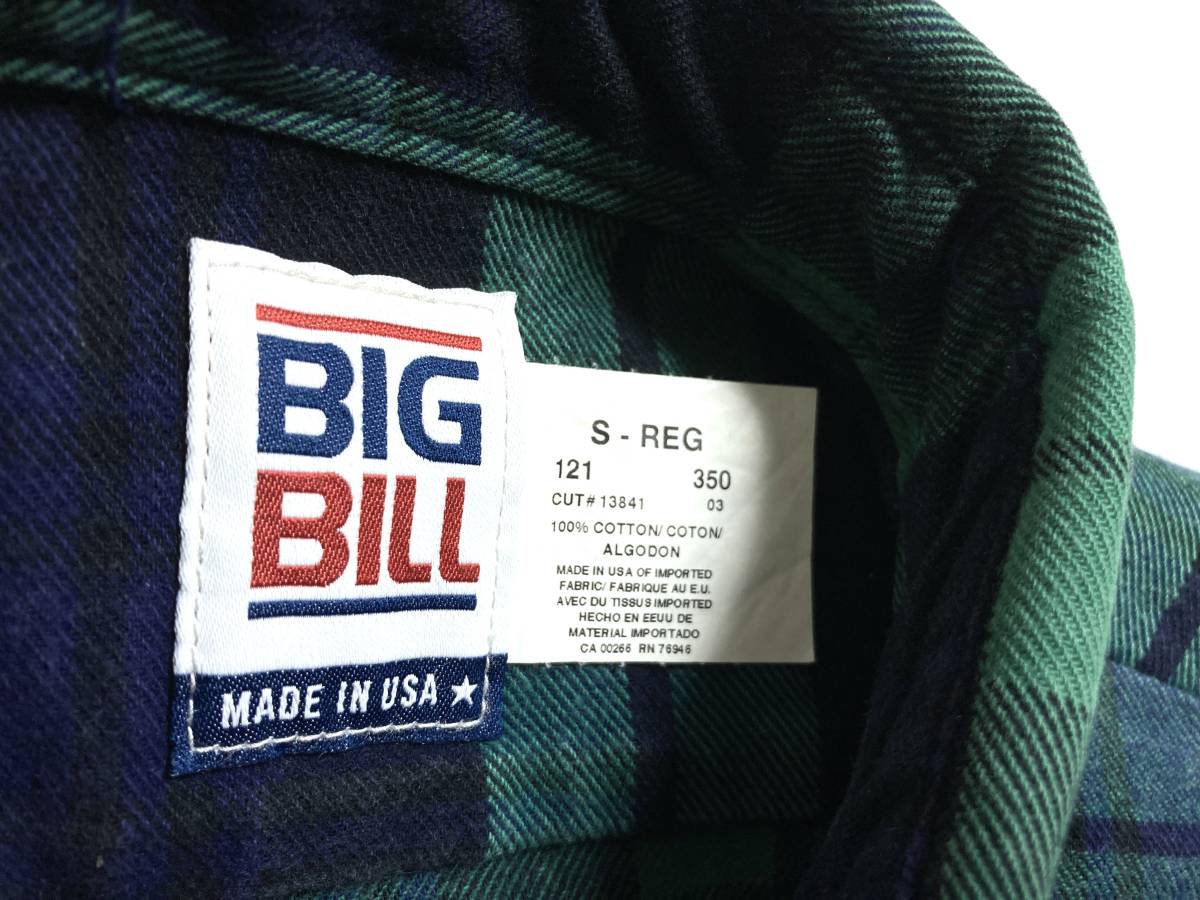 BIG
BILL
MADE IN USA ★
S - REG
121 350
CUT# 13841 03
100% COTTON/ COTON/
ALGODON
MADE IN USA OF IMPORTED
FABRIC/ FABRIQUE AU E.U.
AVEC DU TISSUS IMPORTED
HECHO EN EEUU DE
MATERIAL IMPORTADO
CA 00266 RN 76946